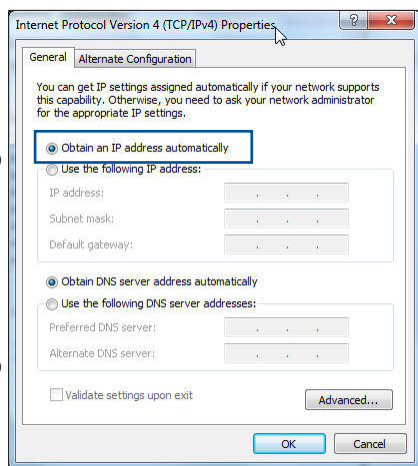 Internet Protocol Version 4 (TCP/IPv4) Properties
General
Alternate Configuration
You can get IP settings assigned automatically if your network supports
this capability. Otherwise, you need to ask your network administrator
for the appropriate IP settings.
Obtain an IP address automatically
Use the following IP address:
IP address:
Subnet mask:
Default gateway:
Obtain DNS server address automatically
Use the following DNS server addresses:
Preferred DNS server:
Alternate DNS server:
Validate settings upon exit
Advanced...
OK
Cancel